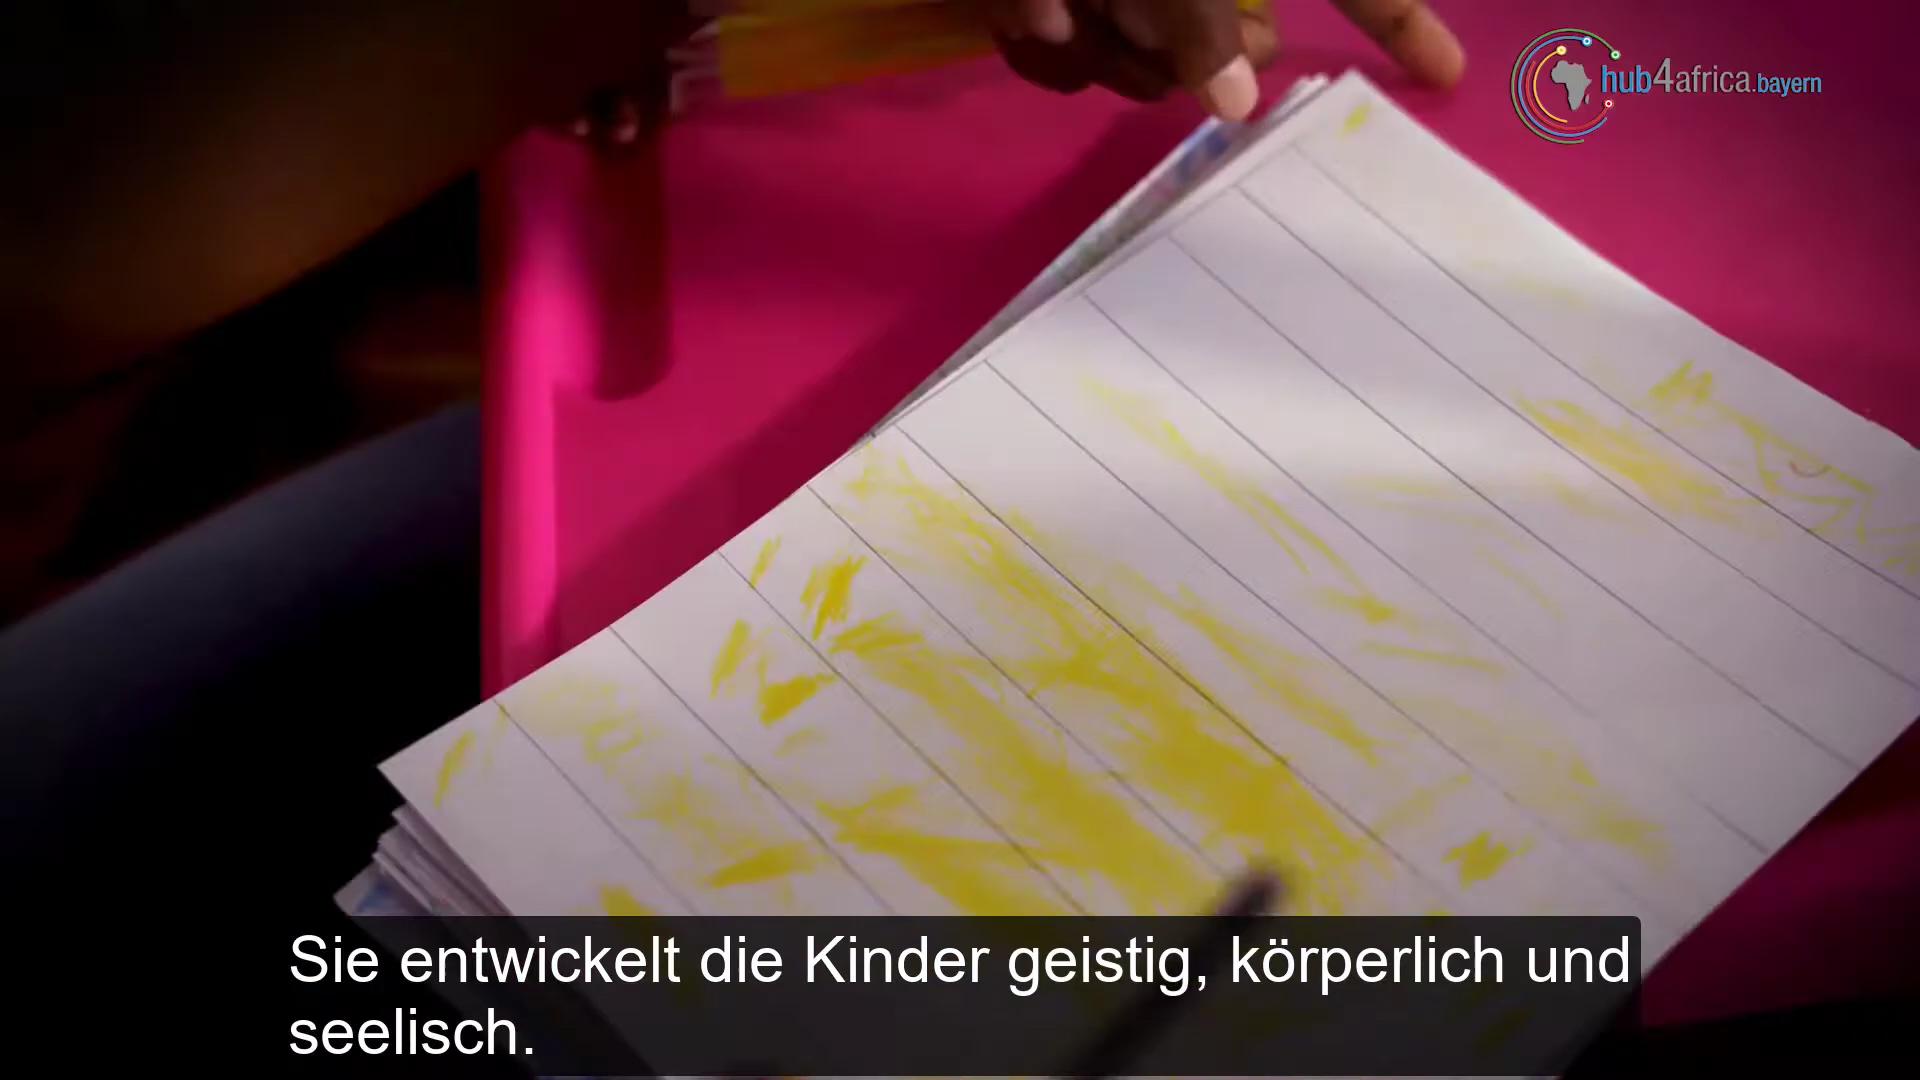 hub4africa.bayern
Sie entwickelt die Kinder geistig, körperlich und
seelisch.